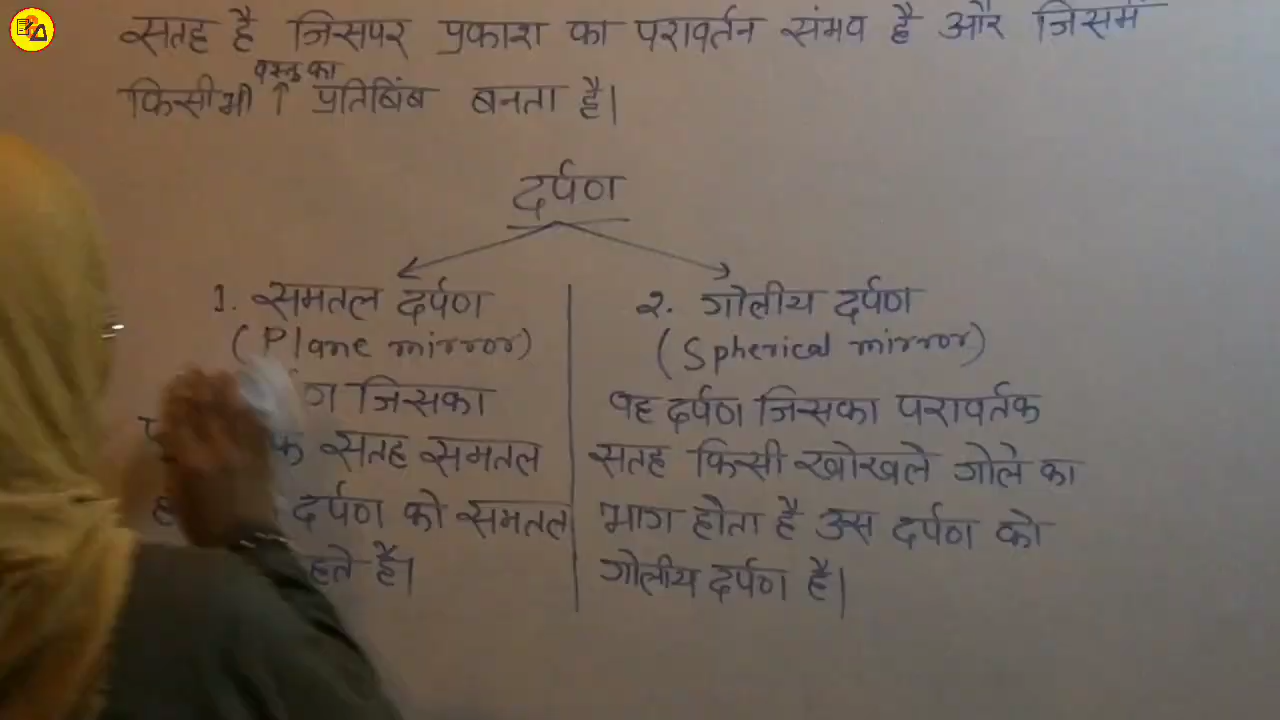 सतह है जिसपर प्रकाश का परावर्तन संभव है और जिसमें
वस्तु का
किसीभी ↑ प्रतिबिंब बनता है।
दर्पण
1. समतल दर्पण
(Plane mirror)
जिसका
सतह समतल
दर्पण को समतल
हैं।
२. गोलीय दर्पण
(Spherical mirror)
वह दर्पण जिसका परावर्तक
सतह किसी खोखले गोले का
भाग होता है उस दर्पण को
गोलीय दर्पण है।